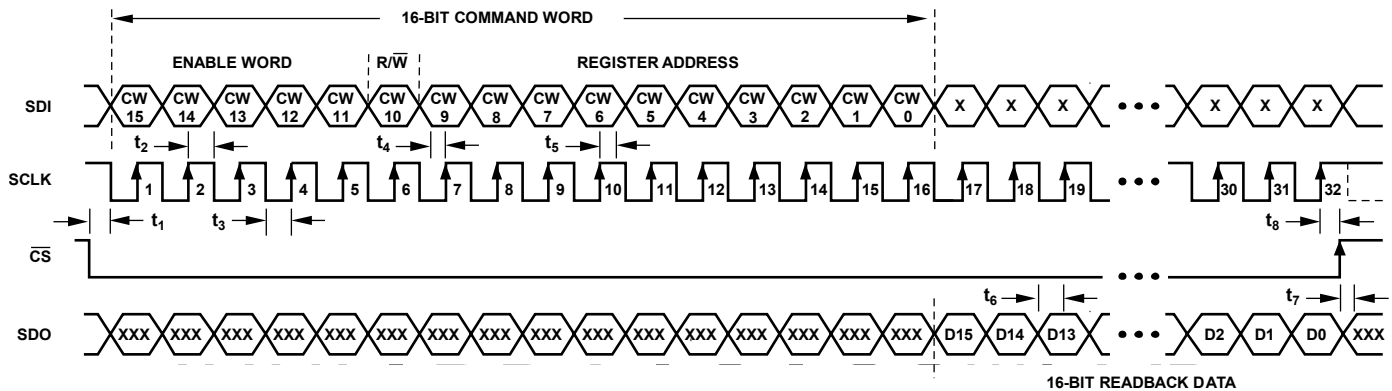 16-BIT COMMAND WORD
ENABLE WORD R/W̅ REGISTER ADDRESS
SDI CW 15 CW 14 CW 13 CW 12 CW 11 CW 10 CW 9 CW 8 CW 7 CW 6 CW 5 CW 4 CW 3 CW 2 CW 1 CW 0 X X X ••• X X X
t2 t4 t5
SCLK 1 2 3 4 5 6 7 8 9 10 11 12 13 14 15 16 17 18 19 ••• 30 31 32
t1 t3 t8
C̅S̅ •••
t6 t7
SDO XXX XXX XXX XXX XXX XXX XXX XXX XXX XXX XXX XXX XXX XXX XXX XXX D15 D14 D13 ••• D2 D1 D0 XXX
16-BIT READBACK DATA